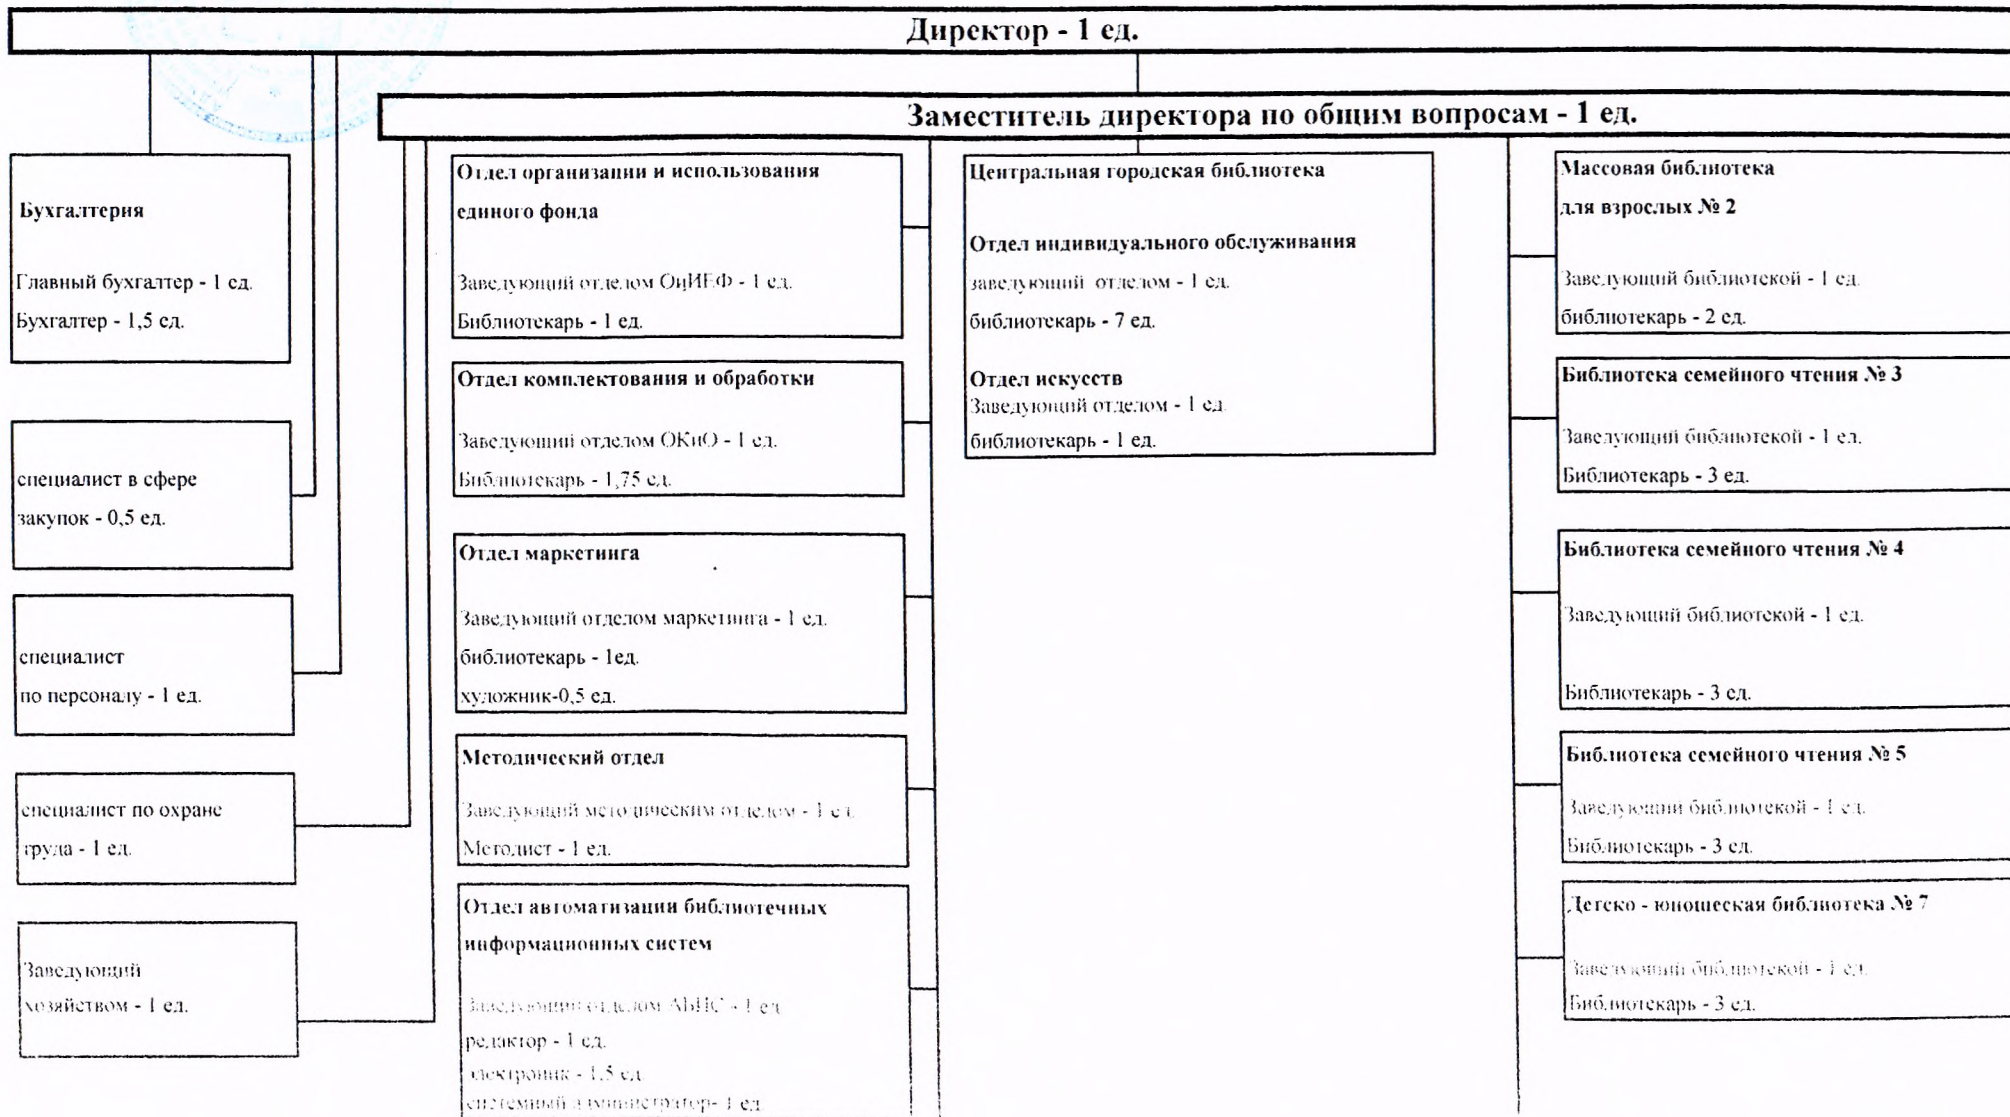 Директор - 1 ед.
Заместитель директора по общим вопросам - 1 ед.
Бухгалтерия
Главный бухгалтер - 1 ед.
Бухгалтер - 1,5 ед.
специалист в сфере
закупок - 0,5 ед.
специалист
по персоналу - 1 ед.
специалист по охране
труда - 1 ед.
Заведующий
хозяйством - 1 ед.
Отдел организации и использования
единого фонда
Заведующий отделом ОиИЕФ - 1 ед.
Библиотекарь - 1 ед.
Отдел комплектования и обработки
Заведующий отделом ОКиО - 1 ед.
Библиотекарь - 1,75 ед.
Отдел маркетинга
Заведующий отделом маркетинга - 1 ед.
библиотекарь - 1ед.
художник-0,5 ед.
Методический отдел
Заведующий методическим отделом - 1 ед.
Методист - 1 ед.
Отдел автоматизации библиотечных
информационных систем
Заведующий отделом АБИС - 1 ед.
редактор - 1 ед.
электроник - 1,5 ед.
системный администратор- 1 ед.
Центральная городская библиотека
Отдел индивидуального обслуживания
заведующий отделом - 1 ед.
библиотекарь - 7 ед.
Отдел искусств
Заведующий отделом - 1 ед.
библиотекарь - 1 ед.
Массовая библиотека
для взрослых № 2
Заведующий библиотекой - 1 ед.
библиотекарь - 2 ед.
Библиотека семейного чтения № 3
Заведующий библиотекой - 1 ед.
Библиотекарь - 3 ед.
Библиотека семейного чтения № 4
Заведующий библиотекой - 1 ед.
Библиотекарь - 3 ед.
Библиотека семейного чтения № 5
Заведующий библиотекой - 1 ед.
Библиотекарь - 3 ед.
Детско - юношеская библиотека № 7
Заведующий библиотекой - 1 ед.
Библиотекарь - 3 ед.